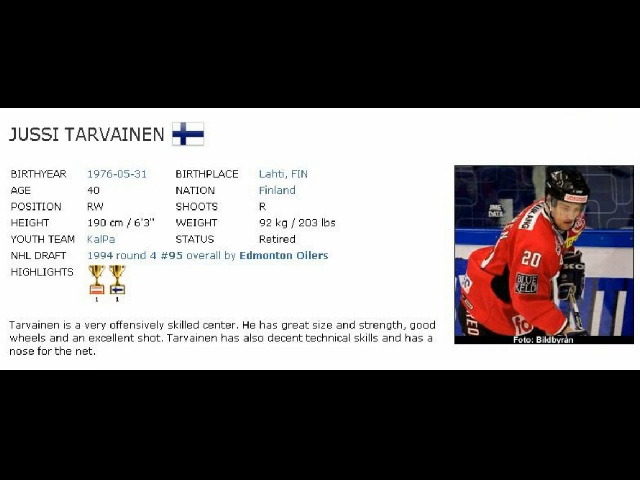 JUSSI TARVAINEN
BIRTHYEAR 1976-05-31 BIRTHPLACE Lahti, FIN
AGE 40 NATION Finland
POSITION RW SHOOTS R
HEIGHT 190 cm / 6'3" WEIGHT 92 kg / 203 lbs
YOUTH TEAM KalPa STATUS Retired
NHL DRAFT 1994 round 4 #95 overall by Edmonton Oilers
HIGHLIGHTS
1 1
Tarvainen is a very offensively skilled center. He has great size and strength, good
wheels and an excellent shot. Tarvainen has also decent technical skills and has a
nose for the net.
20
Foto: Bildbyrån